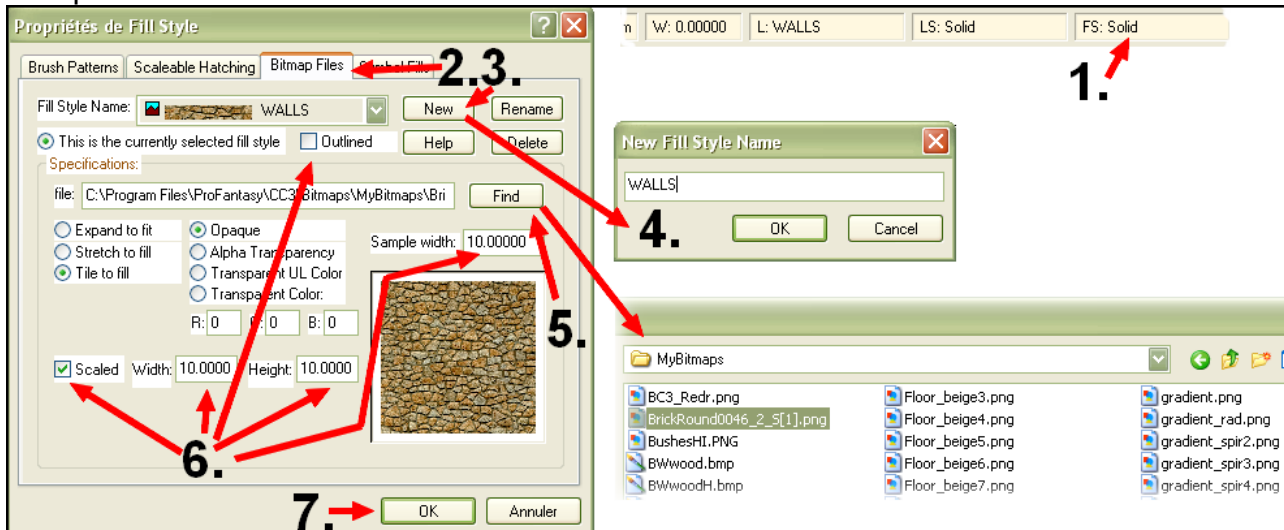 Propriétés de Fill Style
Brush Patterns Scaleable Hatching Bitmap Files Symbol Fills
2.3.
Fill Style Name: WALLS New Rename
This is the currently selected fill style Outlined Help Delete
Specifications:
file: C:\Program Files\ProFantasy\CC3\Bitmaps\MyBitmaps\Bri Find
Expand to fit Opaque
Stretch to fill Alpha Transparency Sample width: 10.00000
Tile to fill Transparent UL Color
Transparent Color:
R: 0 G: 0 B: 0
5.
Scaled Width: 10.0000 Height: 10.0000
6.
7. OK Annuler
W: 0.00000 L: WALLS LS: Solid FS: Solid
1.
New Fill Style Name
WALLS
4. OK Cancel
MyBitmaps
BC3_Redr.png Floor_beige3.png gradient.png
BrickRound0046_2_S[1].png Floor_beige4.png gradient_rad.png
BushesHI.PNG Floor_beige5.png gradient_spir2.png
BWwood.bmp Floor_beige6.png gradient_spir3.png
BWwoodH.bmp Floor_beige7.png gradient_spir4.png